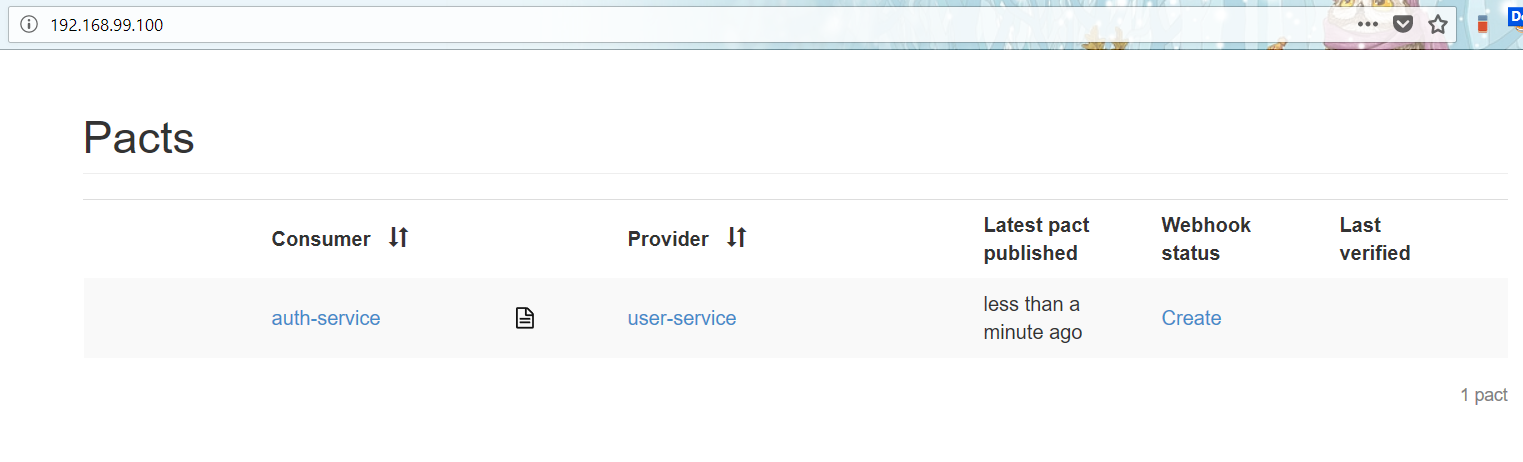 192.168.99.100
Pacts
Consumer Provider Latest pact published Webhook status Last verified
auth-service user-service less than a minute ago Create
1 pact